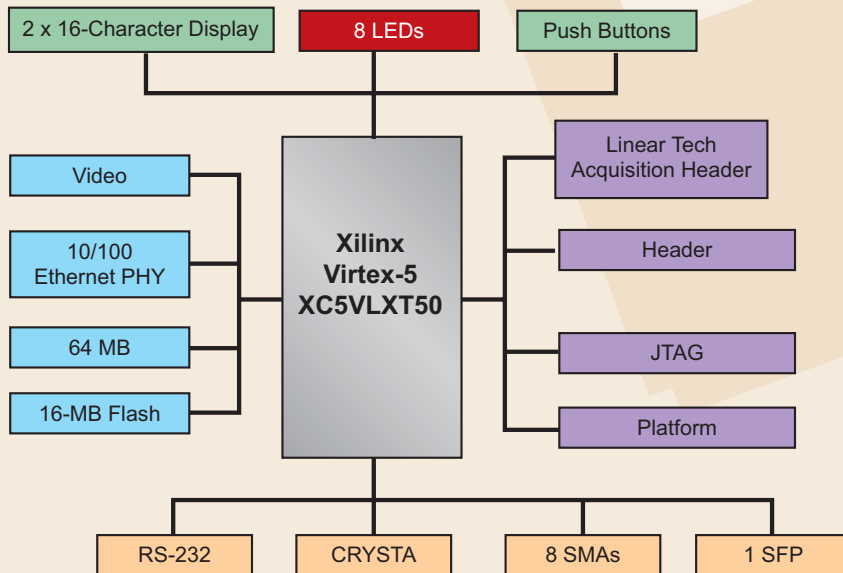 2 x 16-Character Display
8 LEDs
Push Buttons
Video
10/100
Ethernet PHY
64 MB
16-MB Flash
Xilinx
Virtex-5
XC5VLXT50
Linear Tech
Acquisition Header
Header
JTAG
Platform
RS-232
CRYSTA
8 SMAs
1 SFP